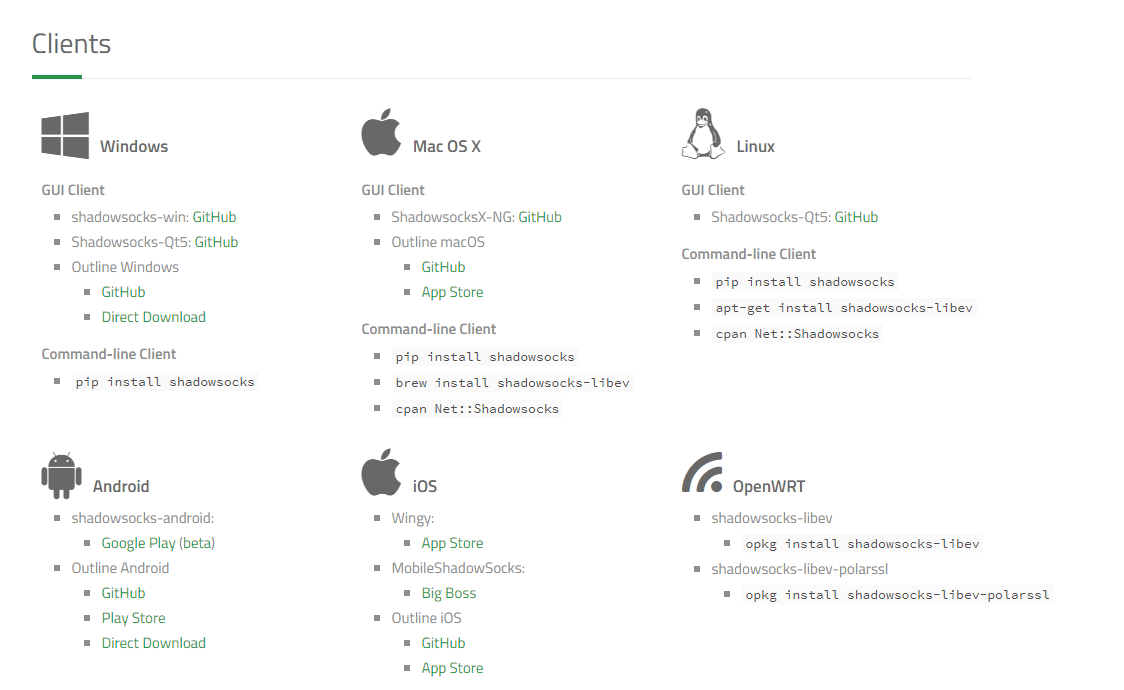 Clients
Windows
GUI Client
shadowsocks-win: GitHub
Shadowsocks-Qt5: GitHub
Outline Windows
GitHub
Direct Download
Command-line Client
pip install shadowsocks
Mac OS X
GUI Client
ShadowsocksX-NG: GitHub
Outline macOS
GitHub
App Store
Command-line Client
pip install shadowsocks
brew install shadowsocks-libev
cpan Net::Shadowsocks
Linux
GUI Client
Shadowsocks-Qt5: GitHub
Command-line Client
pip install shadowsocks
apt-get install shadowsocks-libev
cpan Net::Shadowsocks
Android
shadowsocks-android:
Google Play (beta)
Outline Android
GitHub
Play Store
Direct Download
iOS
Wingy:
App Store
MobileShadowSocks:
Big Boss
Outline iOS
GitHub
App Store
OpenWRT
shadowsocks-libev
opkg install shadowsocks-libev
shadowsocks-libev-polarssl
opkg install shadowsocks-libev-polarssl